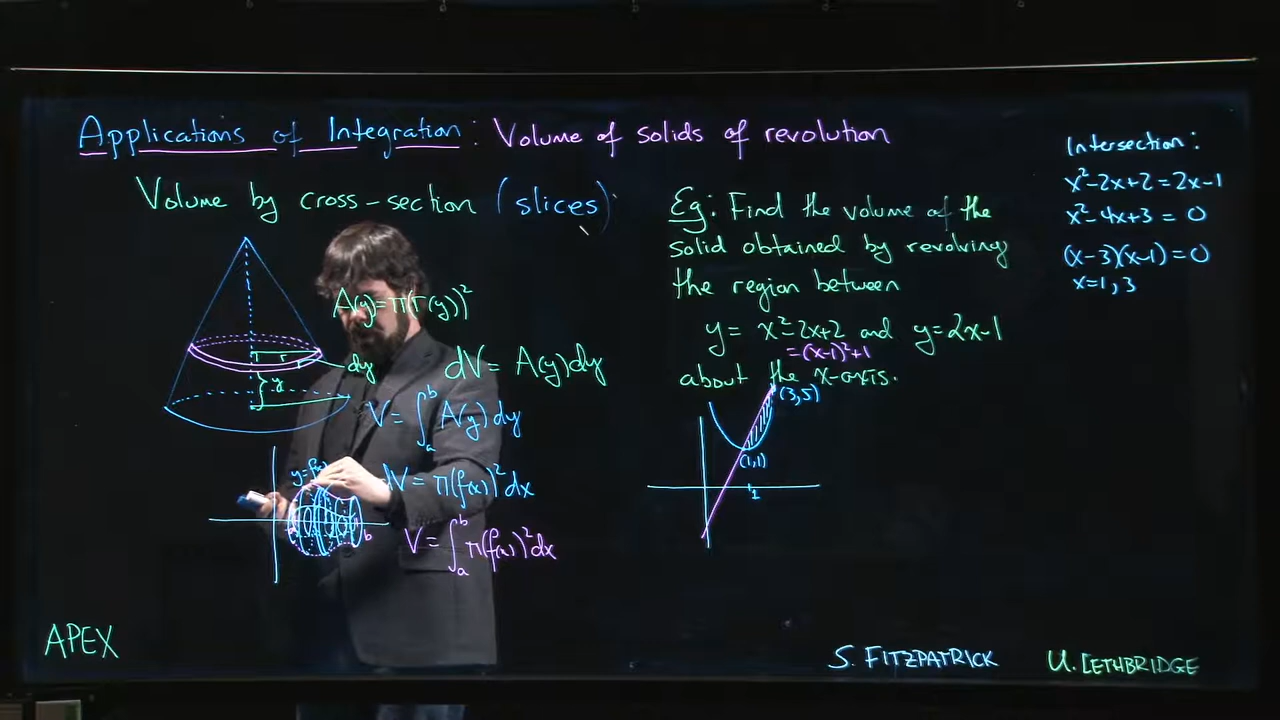 Applications of Integration: Volume of solids of revolution
Volume by cross-section (slices)
A(y)=π(r(y))²
r
dy
y
dV = A(y)dy
V = ∫ₐᵇ A(y)dy
y=f(x)
a
b
dV = π(f(x))²dx
V = ∫ₐᵇ π(f(x))²dx
Eg: Find the volume of the
solid obtained by revolving
the region between
y = x²-2x+2 and y=2x-1
=(x-1)²+1
about the x-axis.
(3,5)
(1,1)
1
Intersection:
x²-2x+2=2x-1
x²-4x+3=0
(x-3)(x-1)=0
x=1,3
APEX
S. FITZPATRICK
U. LETHBRIDGE